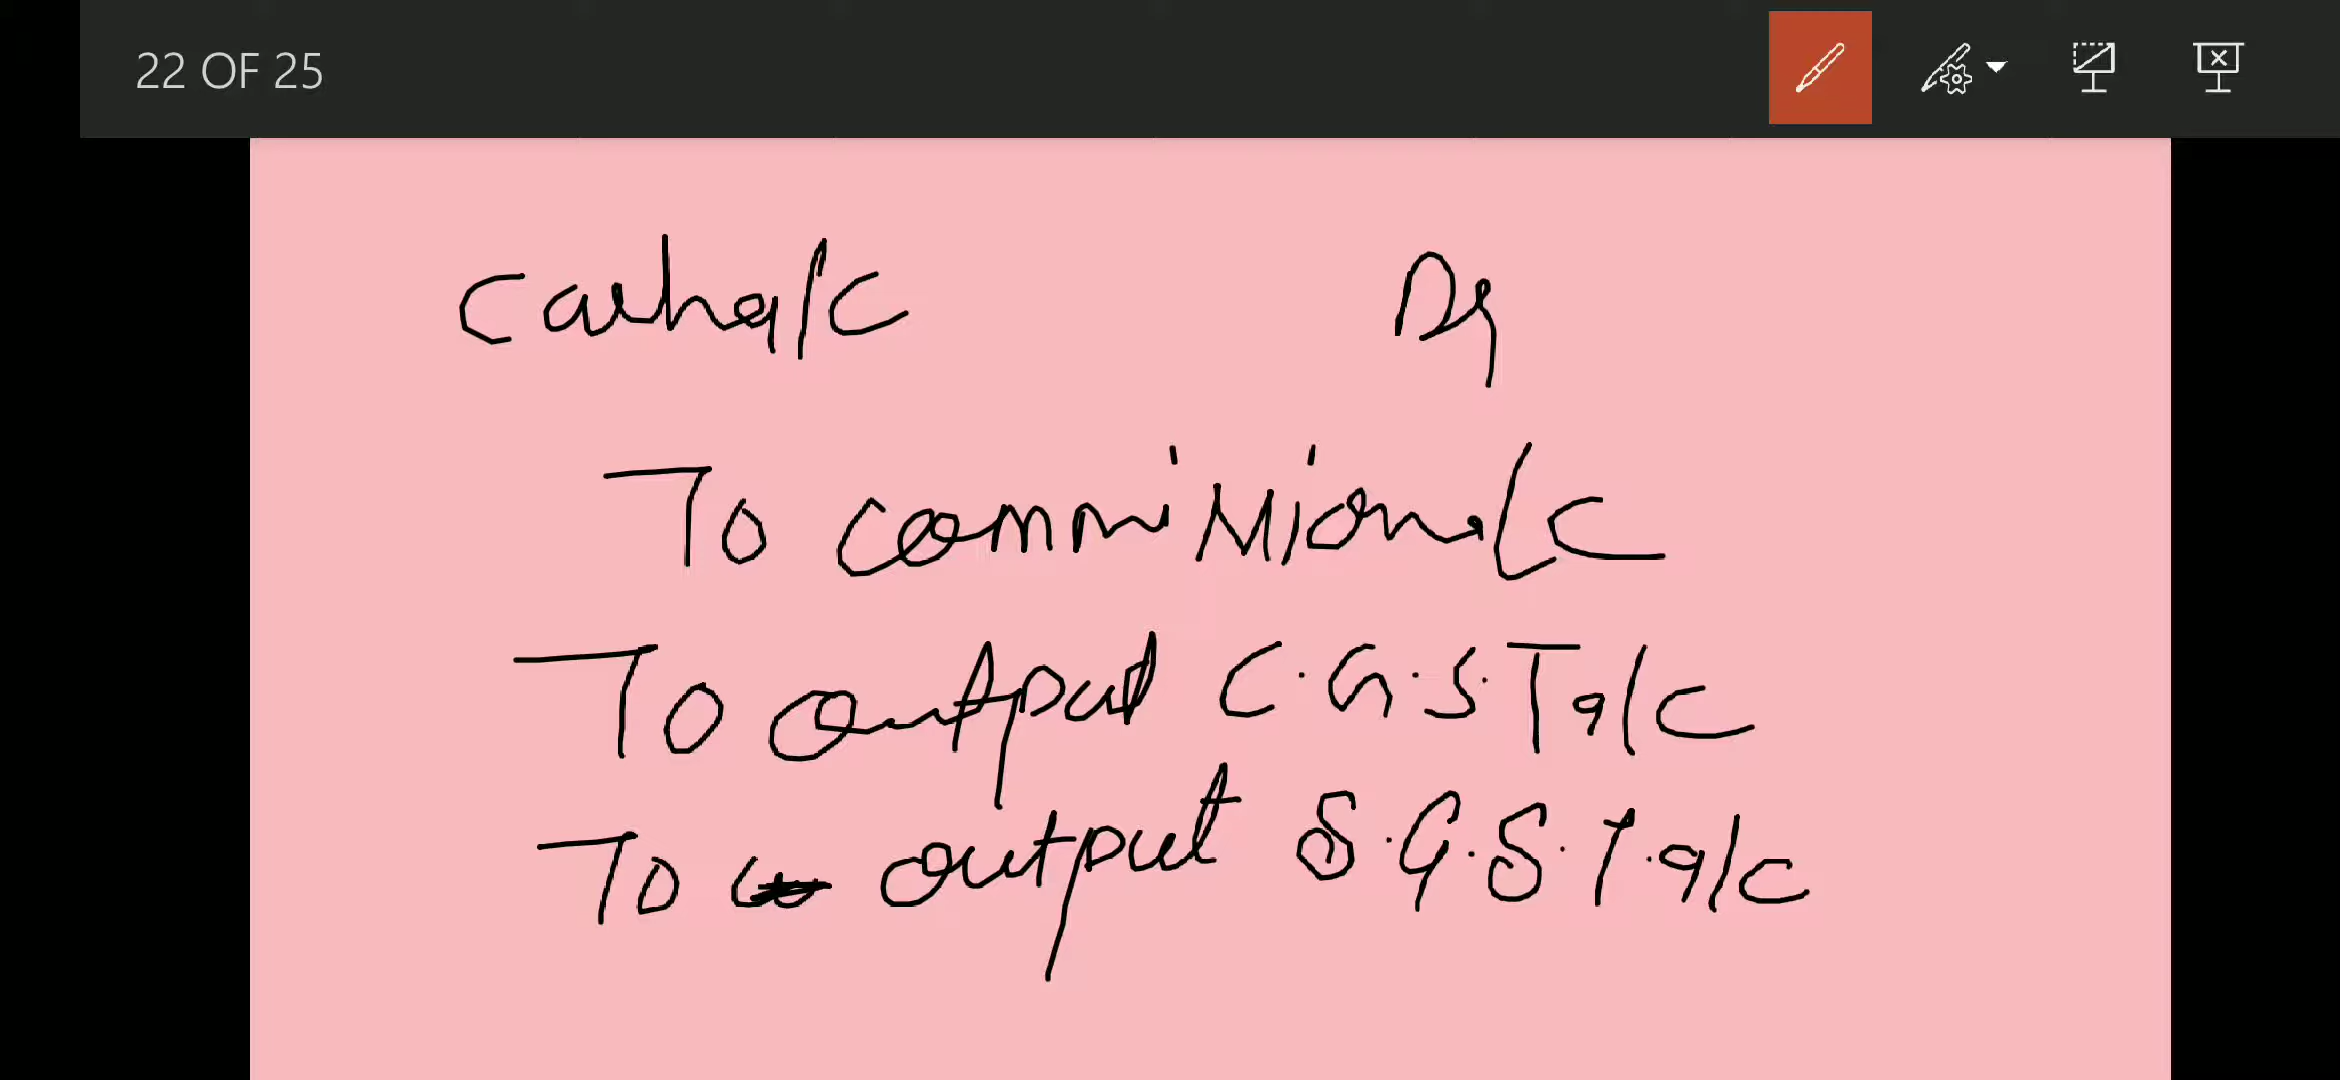 22 OF 25
Cash a/c Dr
To commission a/c
To output C.G.S.T a/c
To output S.G.S.T. a/c